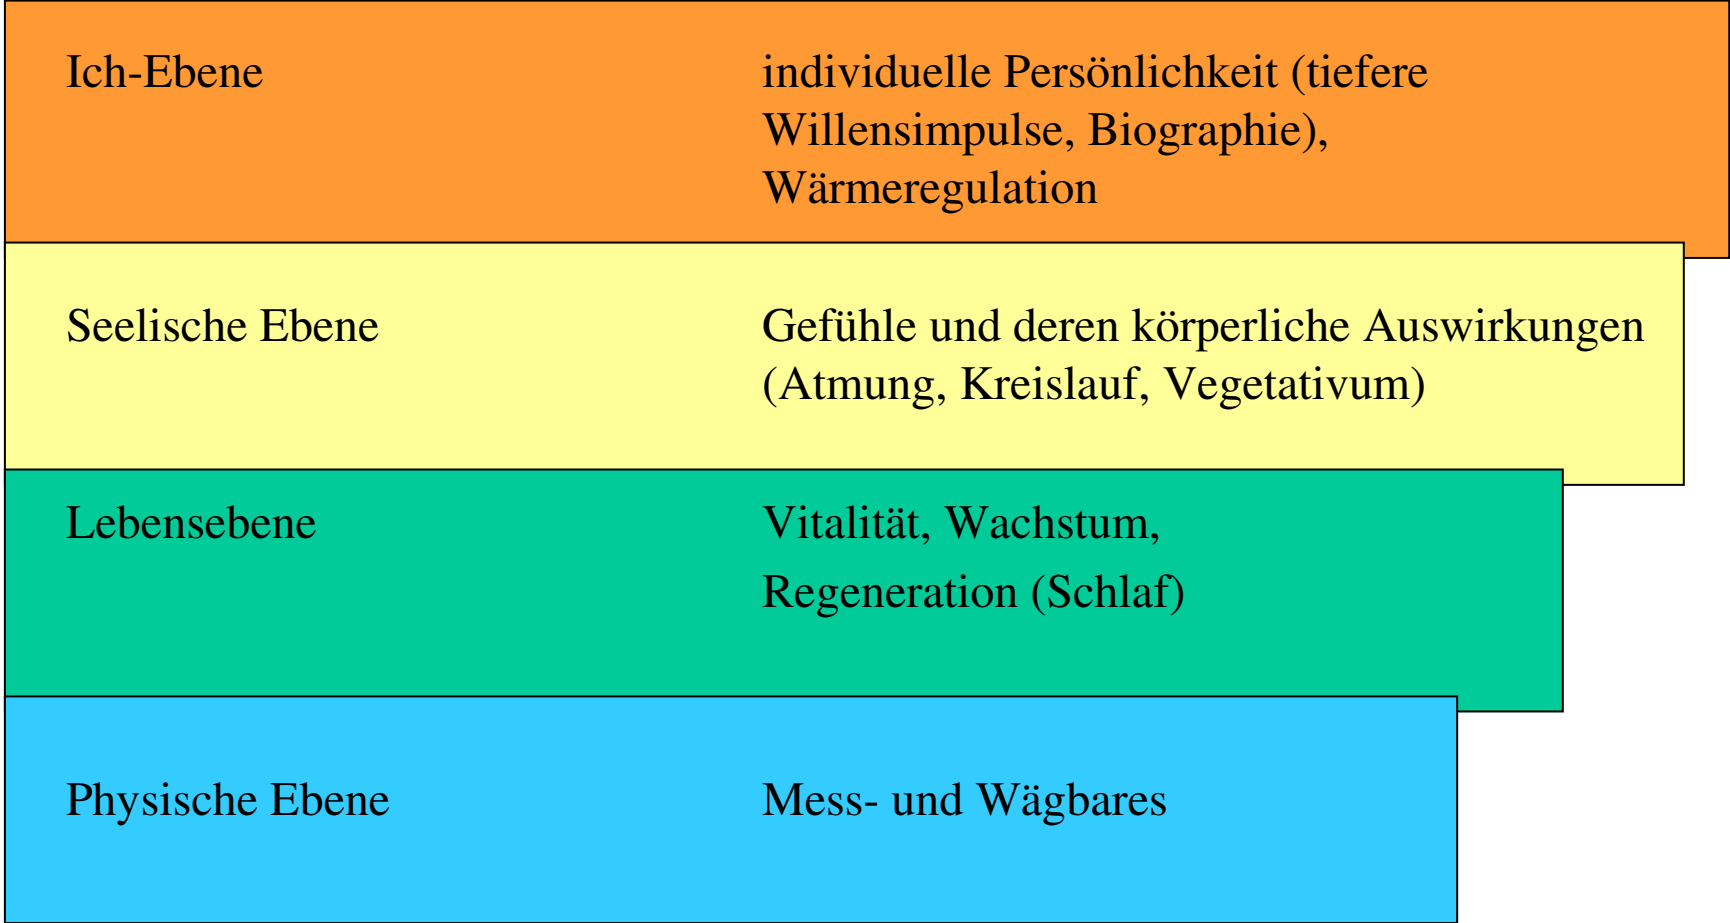 Ich-Ebene
individuelle Persönlichkeit (tiefere
Willensimpulse, Biographie),
Wärmeregulation
Seelische Ebene
Gefühle und deren körperliche Auswirkungen
(Atmung, Kreislauf, Vegetativum)
Lebensebene
Vitalität, Wachstum,
Regeneration (Schlaf)
Physische Ebene
Mess- und Wägbares